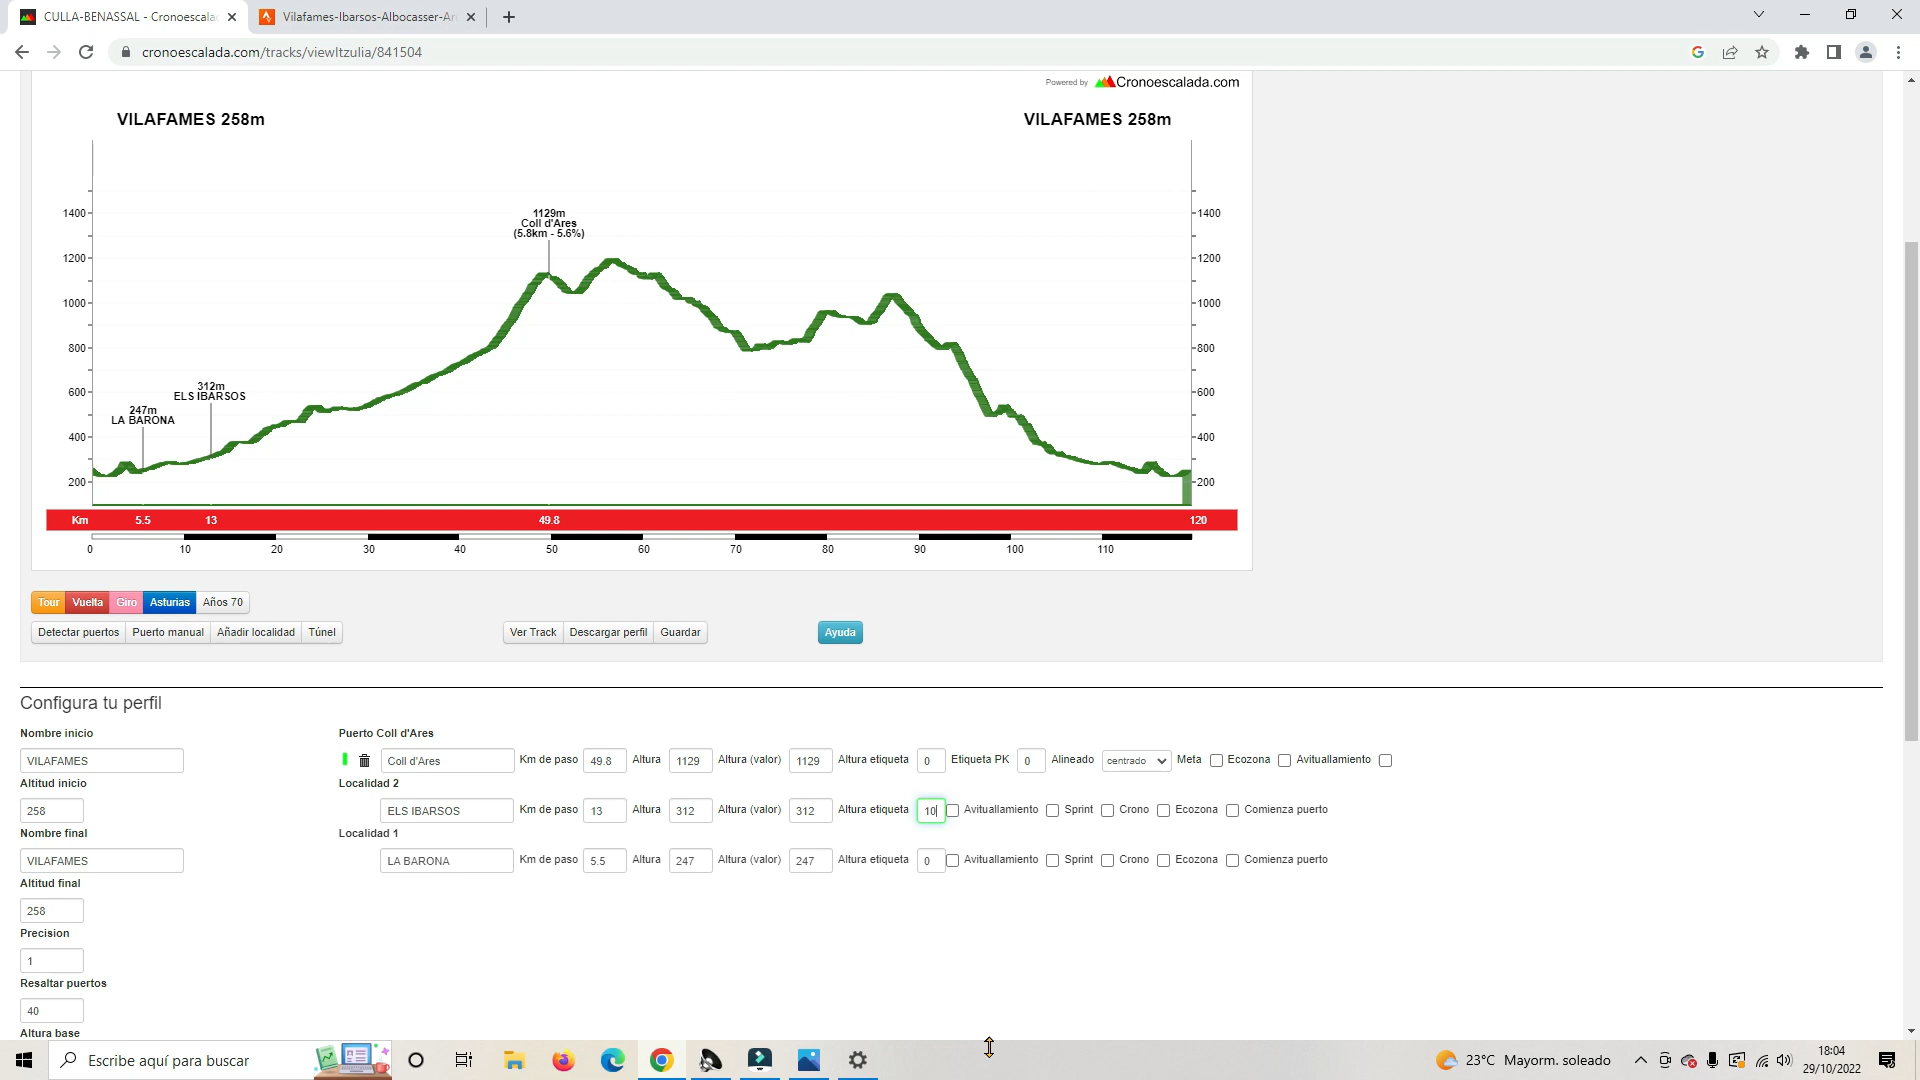 CULLA-BENASSAL - Cronoescala
Vilafames-Ibarsos-Albocasser-Ar
cronoescalada.com/tracks/viewItzulia/841504
Powered by Cronoescalada.com
VILAFAMES 258m
VILAFAMES 258m
1129m
Coll d'Ares
(5.8km - 5.6%)
312m
ELS IBARSOS
247m
LA BARONA
1400
1200
1000
800
600
400
200
1400
1200
1000
800
600
400
200
Km 5.5 13 49.8 120
0 10 20 30 40 50 60 70 80 90 100 110
Tour Vuelta Giro Asturias Años 70
Detectar puertos Puerto manual Añadir localidad Túnel Ver Track Descargar perfil Guardar Ayuda
Configura tu perfil
Nombre inicio
VILAFAMES
Altitud inicio
258
Nombre final
VILAFAMES
Altitud final
258
Precision
1
Resaltar puertos
40
Altura base
Puerto Coll d'Ares
Coll d'Ares Km de paso 49.8 Altura 1129 Altura (valor) 1129 Altura etiqueta 0 Etiqueta PK 0 Alineado centrado Meta Ecozona Avituallamiento
Localidad 2
ELS IBARSOS Km de paso 13 Altura 312 Altura (valor) 312 Altura etiqueta 10 Avituallamiento Sprint Crono Ecozona Comienza puerto
Localidad 1
LA BARONA Km de paso 5.5 Altura 247 Altura (valor) 247 Altura etiqueta 0 Avituallamiento Sprint Crono Ecozona Comienza puerto
Escribe aquí para buscar
23°C Mayorm. soleado
18:04
29/10/2022